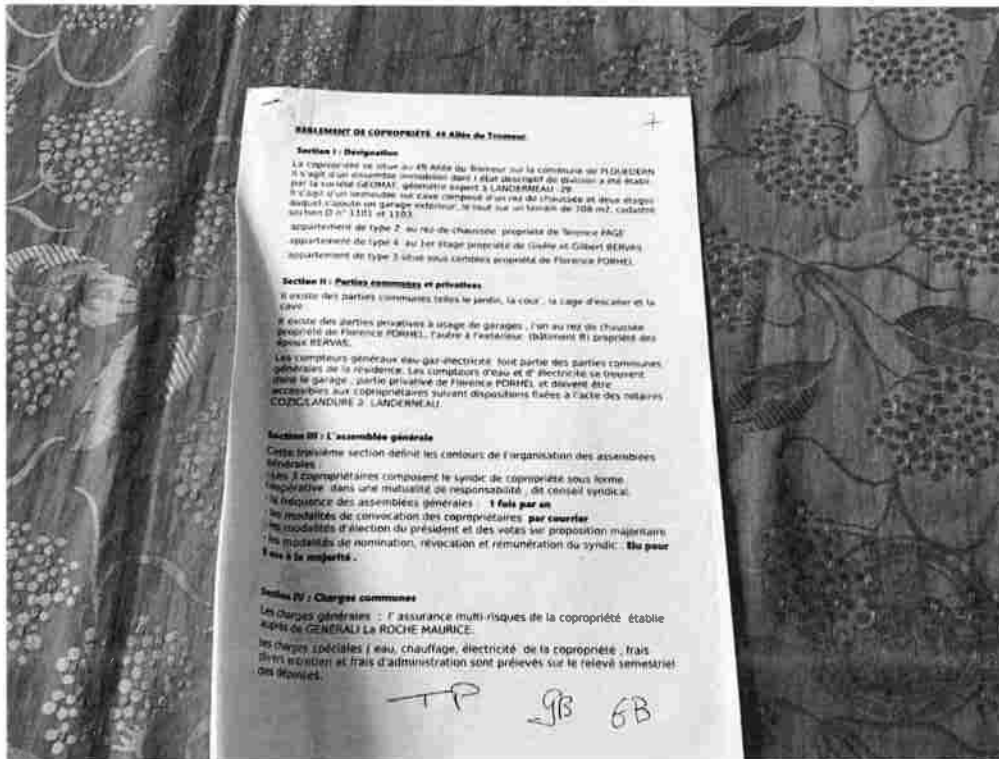 RÈGLEMENT DE COPROPRIÉTÉ 49 Allée du Tromeur
Section I : Désignation
La copropriété se situe au 49 Allée du Tromeur sur la commune de PLOUEDERN
Il s'agit d'un ensemble immobilier dont l'état descriptif de division a été établi
par la société GEOMAT, géomètre expert à LANDERNEAU -29
Il s'agit d'un immeuble sur cave composé d'un rez de chaussée et deux étages
duquel s'ajoute un garage extérieur, le tout sur un terrain de 708 m2, cadastré
section D n° 1101 et 1103.
appartement de type 2 au rez de chaussée propriété de Terence PAGE
appartement de type 4 au 1er étage propriété de Gisèle et Gilbert BERVAS
appartement de type 3 situé sous combles propriété de Florence PORHEL
Section II : Parties communes et privatives
Il existe des parties communes telles le jardin, la cour, la cage d'escalier et la
cave
Il existe des parties privatives à usage de garages, l'un au rez de chaussée
propriété de Florence PORHEL, l'autre à l'extérieur (bâtiment B) propriété des
époux BERVAS.
Les compteurs généraux eau-gaz-électricité font partie des parties communes
générales de la résidence. Les compteurs d'eau et d' électricité se trouvent
dans le garage, partie privative de Florence PORHEL et doivent être
accessibles aux copropriétaires suivant dispositions fixées à l'acte des notaires
COZIC/LANDURE à LANDERNEAU.
Section III : L'assemblée générale
Cette troisième section définit les contours de l'organisation des assemblées
générales :
Les 3 copropriétaires composent le syndic de copropriété sous forme
coopérative dans une mutualité de responsabilité, dit conseil syndical.
* la fréquence des assemblées générales : 1 fois par an
* les modalités de convocation des copropriétaires par courrier
* les modalités d'élection du président et des votes sur proposition majoritaire
* les modalités de nomination, révocation et rémunération du syndic : Elu pour
an à la majorité .
Section IV : Charges communes
Les charges générales : l' assurance multi-risques de la copropriété établie
auprès de GENERALI La ROCHE MAURICE.
les charges spéciales ( eau, chauffage, électricité de la copropriété , frais
divers entretien et frais d'administration sont prélevés sur le relevé semestriel
des dépenses.
TP GB GB